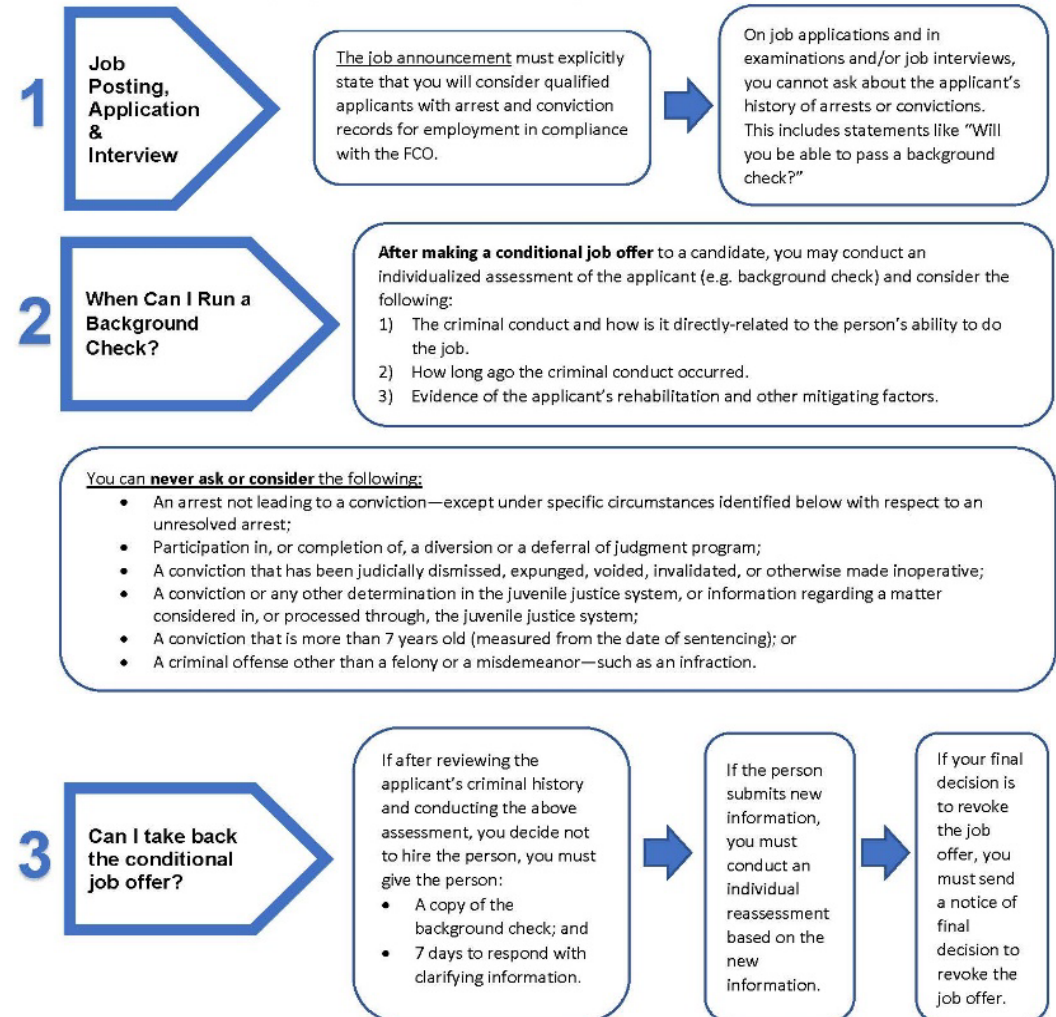 1
Job
Posting,
Application
&
Interview
The job announcement must explicitly
state that you will consider qualified
applicants with arrest and conviction
records for employment in compliance
with the FCO.
On job applications and in
examinations and/or job interviews,
you cannot ask about the applicant's
history of arrests or convictions.
This includes statements like "Will
you be able to pass a background
check?"
2
When Can I Run a
Background
Check?
After making a conditional job offer to a candidate, you may conduct an
individualized assessment of the applicant (e.g. background check) and consider the
following:
1) The criminal conduct and how is it directly-related to the person's ability to do
the job.
2) How long ago the criminal conduct occurred.
3) Evidence of the applicant's rehabilitation and other mitigating factors.
You can never ask or consider the following:
• An arrest not leading to a conviction—except under specific circumstances identified below with respect to an
unresolved arrest;
• Participation in, or completion of, a diversion or a deferral of judgment program;
• A conviction that has been judicially dismissed, expunged, voided, invalidated, or otherwise made inoperative;
• A conviction or any other determination in the juvenile justice system, or information regarding a matter
considered in, or processed through, the juvenile justice system;
• A conviction that is more than 7 years old (measured from the date of sentencing); or
• A criminal offense other than a felony or a misdemeanor—such as an infraction.
3
Can I take back
the conditional
job offer?
If after reviewing the
applicant's criminal history
and conducting the above
assessment, you decide not
to hire the person, you must
give the person:
• A copy of the
background check; and
• 7 days to respond with
clarifying information.
If the person
submits new
information,
you must
conduct an
individual
reassessment
based on the
new
information.
If your final
decision is
to revoke
the job
offer, you
must send
a notice of
final
decision to
revoke the
job offer.